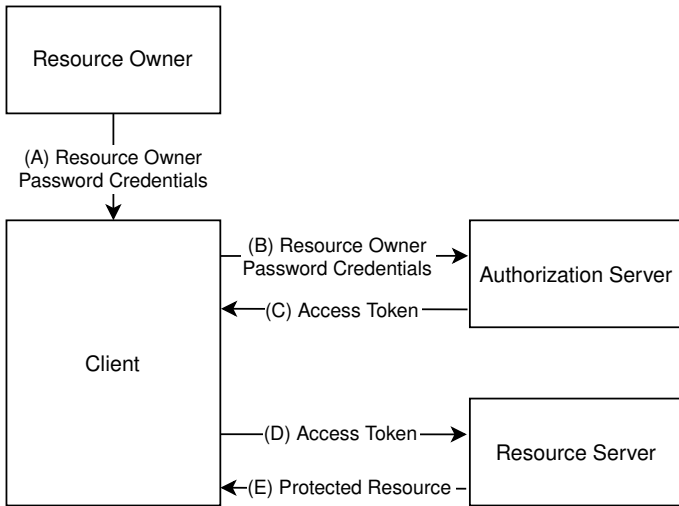 Resource Owner
(A) Resource Owner
Password Credentials
(B) Resource Owner
Password Credentials
Authorization Server
(C) Access Token
Client
(D) Access Token
Resource Server
(E) Protected Resource